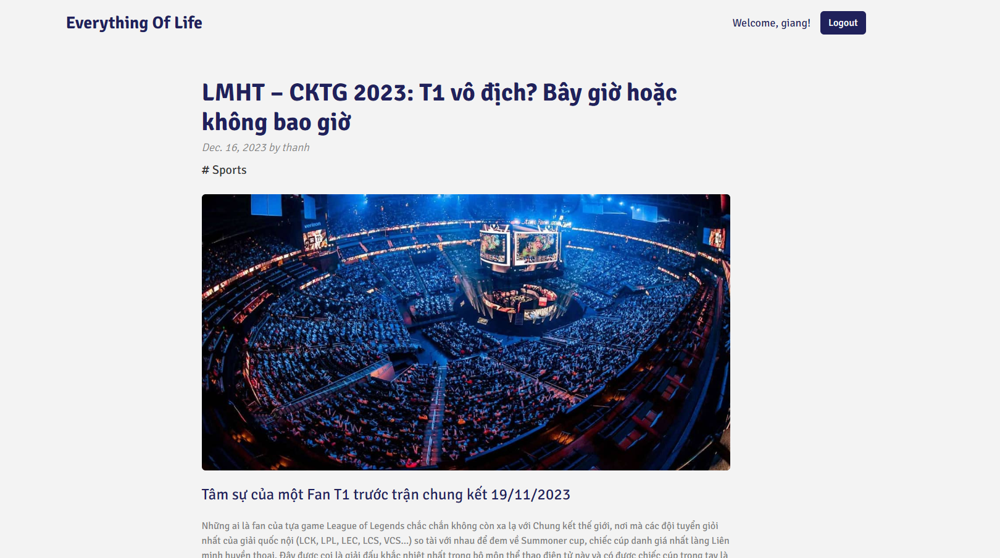 Everything Of Life
Welcome, giang!
Logout
LMHT – CKTG 2023: T1 vô địch? Bây giờ hoặc
không bao giờ
Dec. 16, 2023 by thanh
# Sports
verizon
State Farm
WORLDS
Tâm sự của một Fan T1 trước trận chung kết 19/11/2023
Những ai là fan của tựa game League of Legends chắc chắn không còn xa lạ với Chung kết thế giới, nơi mà các đội tuyển giỏi
nhất của giải quốc nội (LCK, LPL, LEC, LCS, VCS...) so tài với nhau để đem về Summoner cup, chiếc cúp danh giá nhất làng Liên
minh huyền thoại. Đây được coi là giải đấu khắc nhiệt nhất trong bộ môn thể thao điện tử này và có được chiếc cúp trong tay là